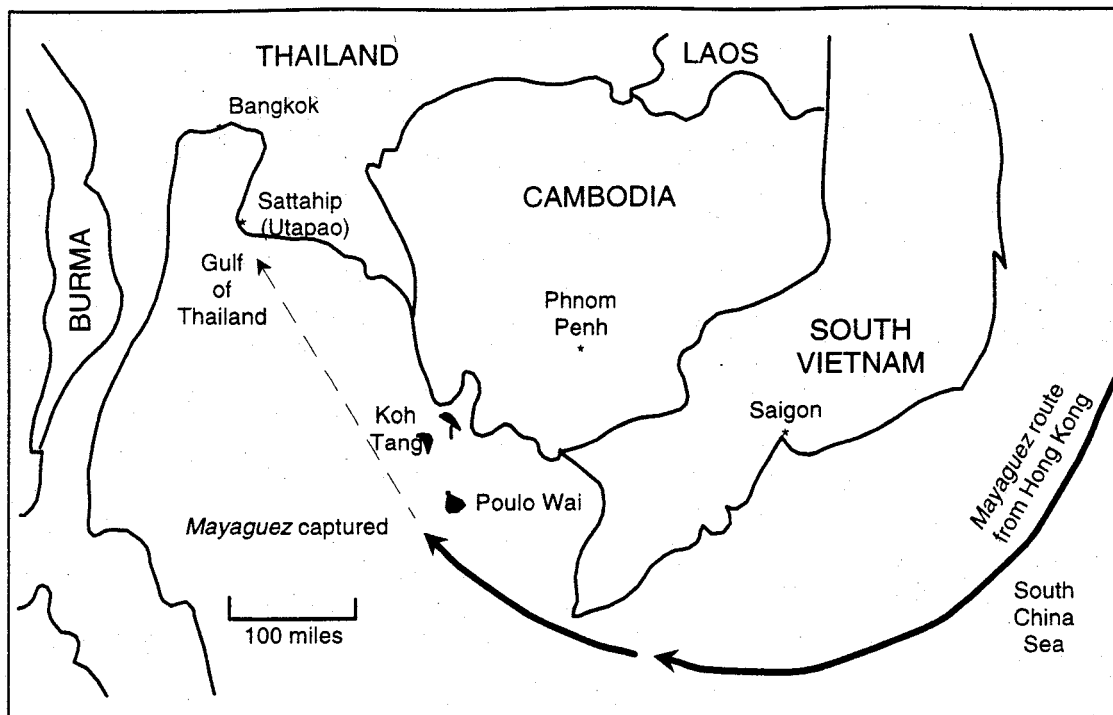 THAILAND
LAOS
Bangkok
CAMBODIA
Sattahip
(Utapao)
BURMA
Gulf
of
Thailand
Phnom
Penh
SOUTH
VIETNAM
Koh
Tang
Saigon
Mayaguez route
from Hong Kong
Poulo Wai
Mayaguez captured
100 miles
South
China
Sea